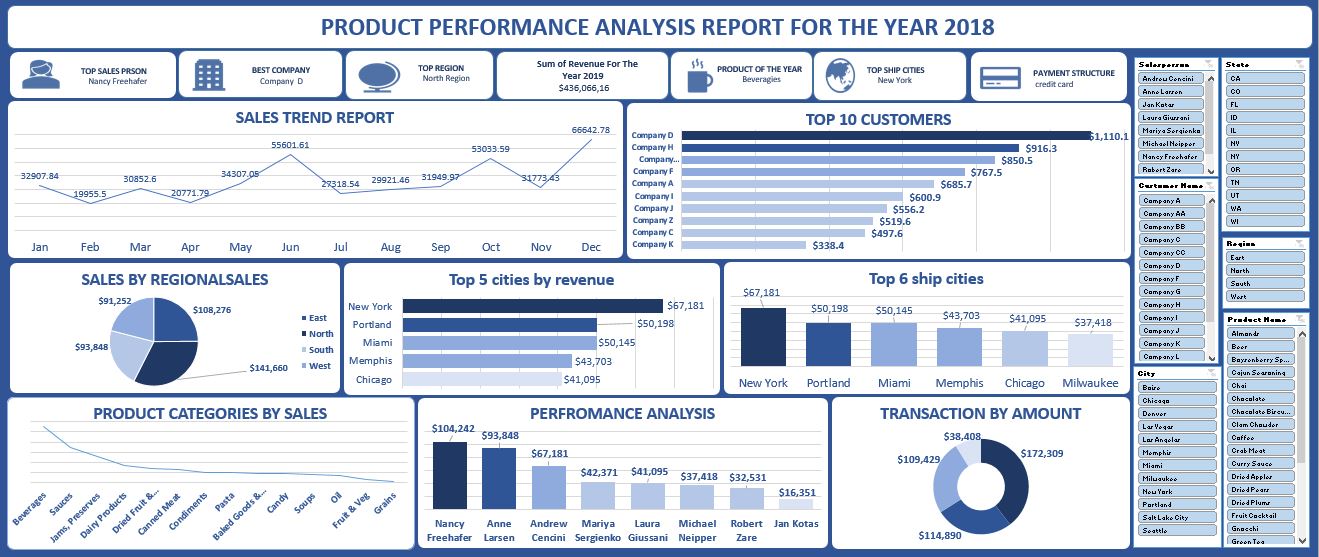 PRODUCT PERFORMANCE ANALYSIS REPORT FOR THE YEAR 2018
TOP SALES PRSON
Nancy Freehafer
BEST COMPANY
Company D
TOP REGION
North Region
Sum of Revenue For The
Year 2019
$436,066,16
PRODUCT OF THE YEAR
Beveragies
TOP SHIP CITIES
New York
PAYMENT STRUCTURE
credit card
SALES TREND REPORT
32907.84
19955.5
30852.6
20771.79
34307.05
55601.61
27318.54
29921.46
31949.97
53033.59
31773.43
66642.78
Jan Feb Mar Apr May Jun Jul Aug Sep Oct Nov Dec
TOP 10 CUSTOMERS
Company D $1,110.1
Company H $916.3
Company... $850.5
Company F $767.5
Company A $685.7
Company I $600.9
Company J $556.2
Company Z $519.6
Company C $497.6
Company K $338.4
SALES BY REGIONALSALES
$91,252
$108,276
$93,848
$141,660
East
North
South
West
Top 5 cities by revenue
New York $67,181
Portland $50,198
Miami $50,145
Memphis $43,703
Chicago $41,095
Top 6 ship cities
$67,181 $50,198 $50,145 $43,703 $41,095 $37,418
New York Portland Miami Memphis Chicago Milwaukee
PRODUCT CATEGORIES BY SALES
Beverages
Sauces
Jams, Preserves
Dairy Products
Dried Fruit &...
Canned Meat
Condiments
Pasta
Baked Goods &...
Candy
Soups
Oil
Fruit & Veg
Grains
PERFROMANCE ANALYSIS
$104,242 $93,848 $67,181 $42,371 $41,095 $37,418 $32,531 $16,351
Nancy Anne Andrew Mariya Laura Michael Robert Jan Kotas
Freehafer Larsen Cencini Sergienko Giussani Neipper Zare
TRANSACTION BY AMOUNT
$38,408
$172,309
$109,429
$114,890
Salesperson
Andrew Cencini
Anne Larsen
Jan Kotas
Laura Giussani
Mariya Sergienko
Michael Neipper
Nancy Freehafer
Robert Zare
Customer Name
Company A
Company AA
Company BB
Company C
Company CC
Company D
Company F
Company G
Company H
Company I
Company J
Company K
Company L
City
Boise
Chicago
Denver
Las Vegas
Los Angelas
Memphis
Miami
Milwaukee
New York
Portland
Salt Lake City
Seattle
State
CA
CO
FL
ID
IL
NV
NY
OR
TN
UT
WA
WI
Region
East
North
South
West
Product Name
Almonds
Beer
Boysenberry Sp...
Cajun Seasoning
Chai
Chocolate
Chocolate Biscu...
Clam Chowder
Coffee
Crab Meat
Curry Sauce
Dried Apples
Dried Pears
Dried Plums
Fruit Cocktail
Gnocchi
Green Tea